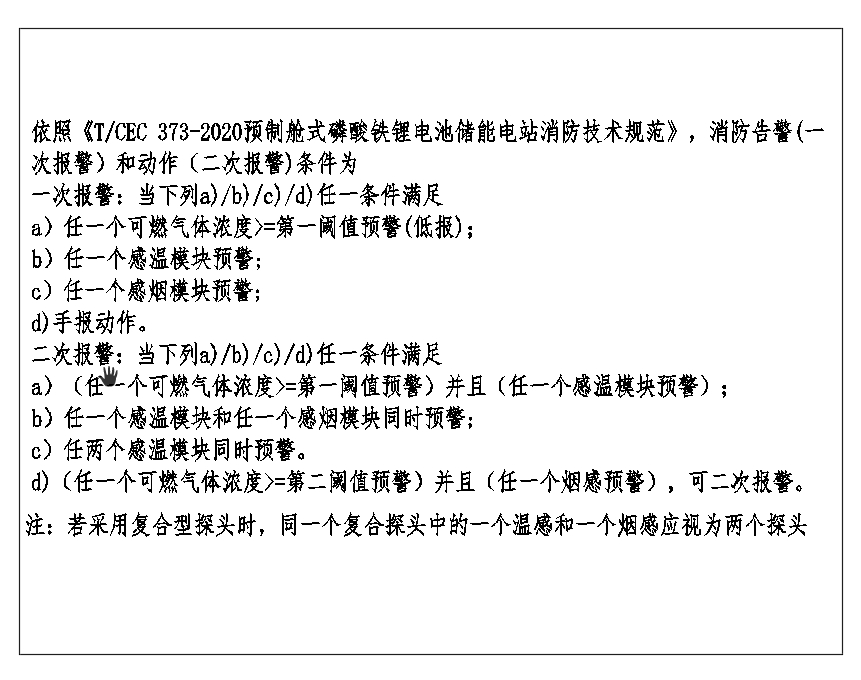 依照《T/CEC 373-2020预制舱式磷酸铁锂电池储能电站消防技术规范》，消防告警(一
次报警）和动作（二次报警)条件为
一次报警：当下列a)/b)/c)/d)任一条件满足
a）任一个可燃气体浓度>=第一阈值预警(低报)；
b）任一个感温模块预警；
c）任一个感烟模块预警；
d)手报动作。
二次报警：当下列a)/b)/c)/d)任一条件满足
a）（任一个可燃气体浓度>=第一阈值预警）并且（任一个感温模块预警）；
b）任一个感温模块和任一个感烟模块同时预警；
c）任两个感温模块同时预警。
d)（任一个可燃气体浓度>=第二阈值预警）并且（任一个烟感预警），可二次报警。
注：若采用复合型探头时，同一个复合探头中的一个温感和一个烟感应视为两个探头